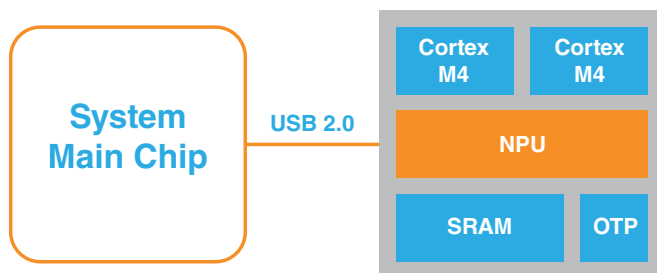 System
Main Chip
USB 2.0
Cortex
M4
Cortex
M4
NPU
SRAM
OTP